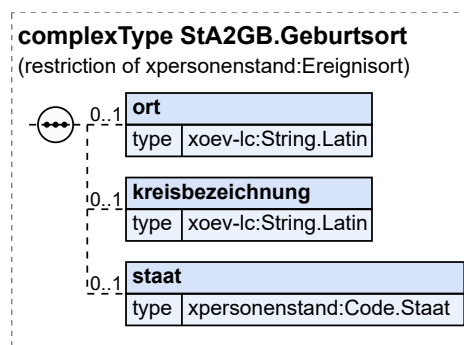 complexType StA2GB.Geburtsort
(restriction of xpersonenstand:Ereignisort)
0..1 ort
type xoev-lc:String.Latin
0..1 kreisbezeichnung
type xoev-lc:String.Latin
0..1 staat
type xpersonenstand:Code.Staat